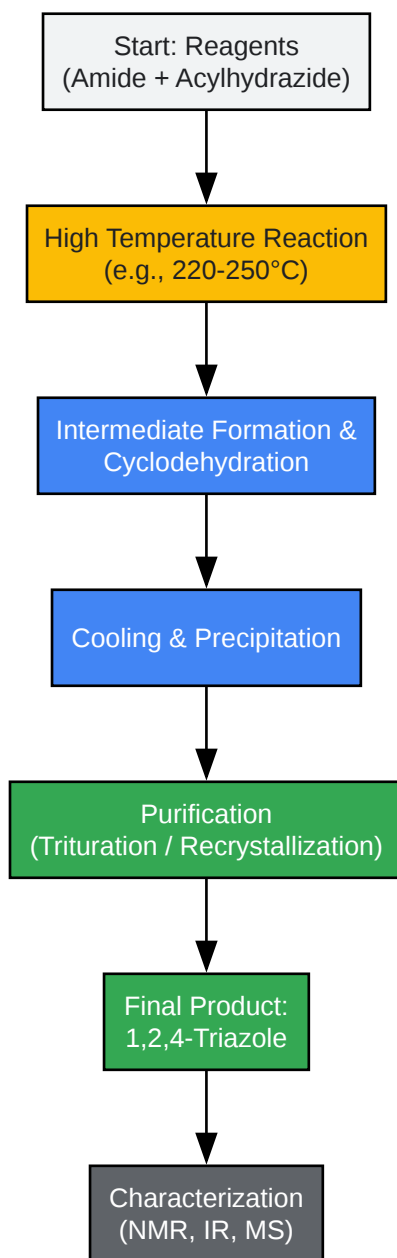 Start: Reagents
(Amide + Acylhydrazide)
High Temperature Reaction
(e.g., 220-250°C)
Intermediate Formation &
Cyclodehydration
Cooling & Precipitation
Purification
(Trituration / Recrystallization)
Final Product:
1,2,4-Triazole
Characterization
(NMR, IR, MS)